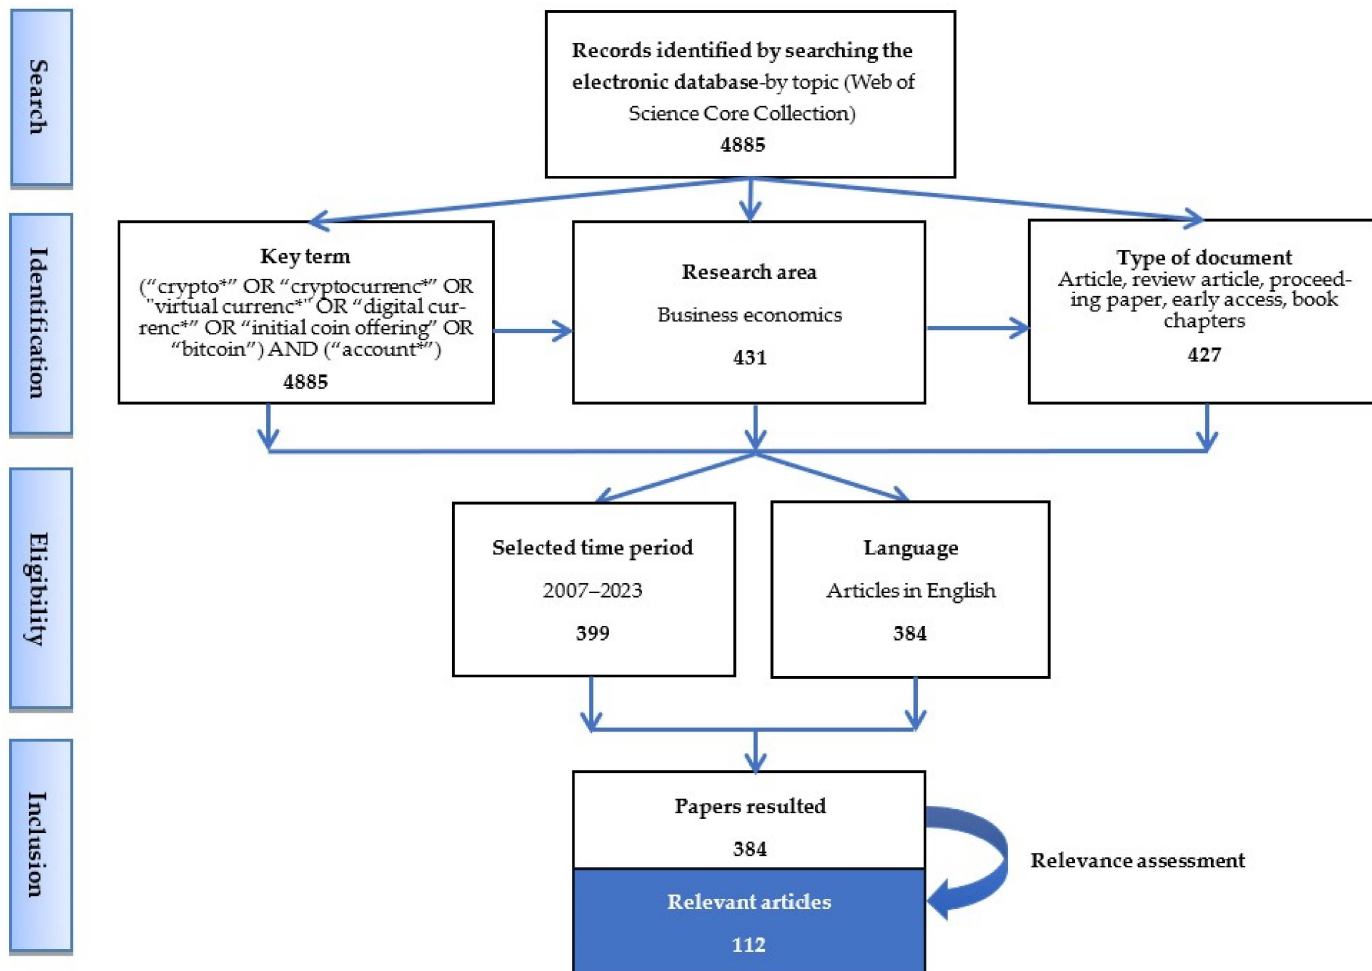 Search
Records identified by searching the
electronic database-by topic (Web of
Science Core Collection)
4885
Identification
Key term
(“crypto*” OR “cryptocurrenc*” OR
"virtual currenc*" OR “digital cur-
renc*” OR “initial coin offering” OR
“bitcoin”) AND (“account*”)
4885
Research area
Business economics
431
Type of document
Article, review article, proceed-
ing paper, early access, book
chapters
427
Eligibility
Selected time period
2007–2023
399
Language
Articles in English
384
Inclusion
Papers resulted
384
Relevance assessment
Relevant articles
112